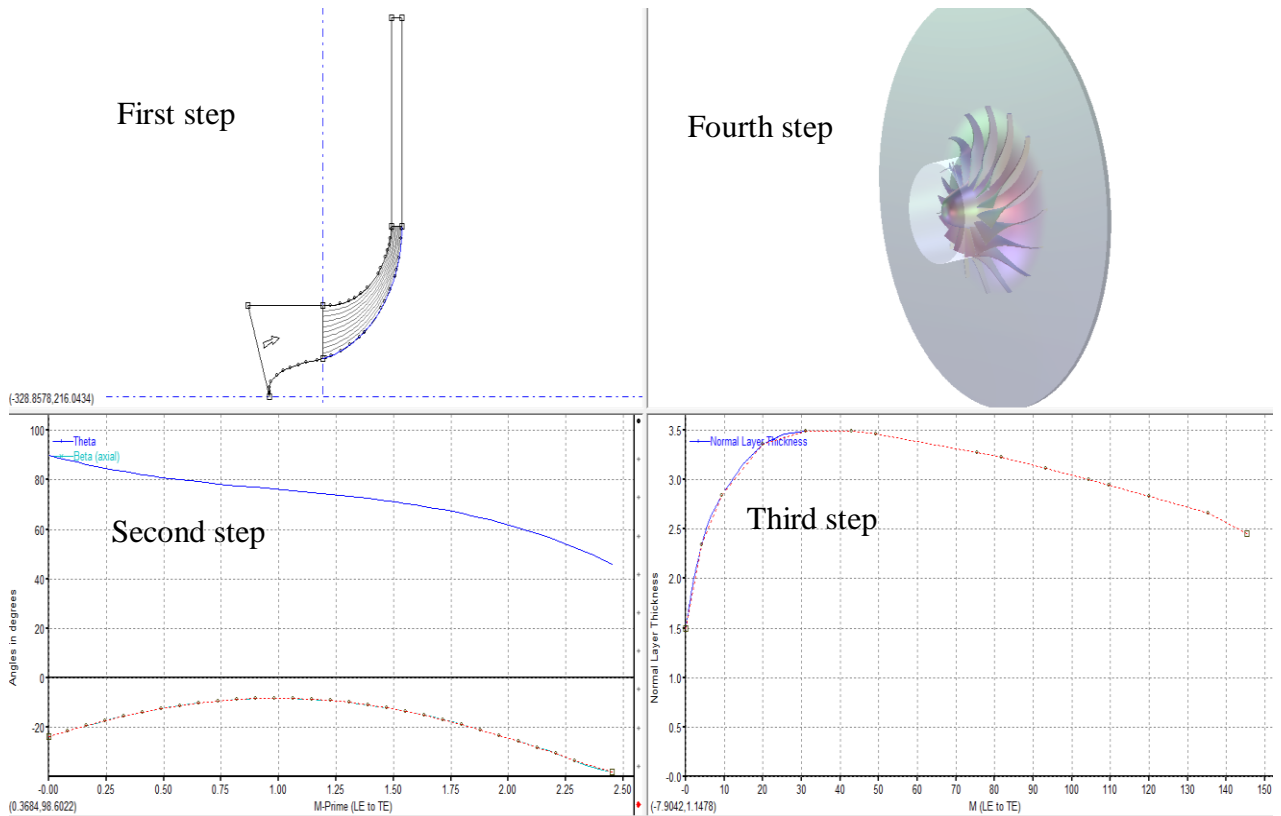 First step
Fourth step
(-328.8578,216.0434)
100
80
60
40
20
0
-20
Theta
Beta (axial)
Second step
Angles in degrees
-0.00 0.25 0.50 0.75 1.00 1.25 1.50 1.75 2.00 2.25 2.50
(0.3684,98.6022)
M-Prime (LE to TE)
3.5
3.0
2.5
2.0
1.5
1.0
0.5
-0.0
Normal Layer Thickness
Third step
Normal Layer Thickness
-0 10 20 30 40 50 60 70 80 90 100 110 120 130 140 150
(-7.9042,1.1478)
M (LE to TE)